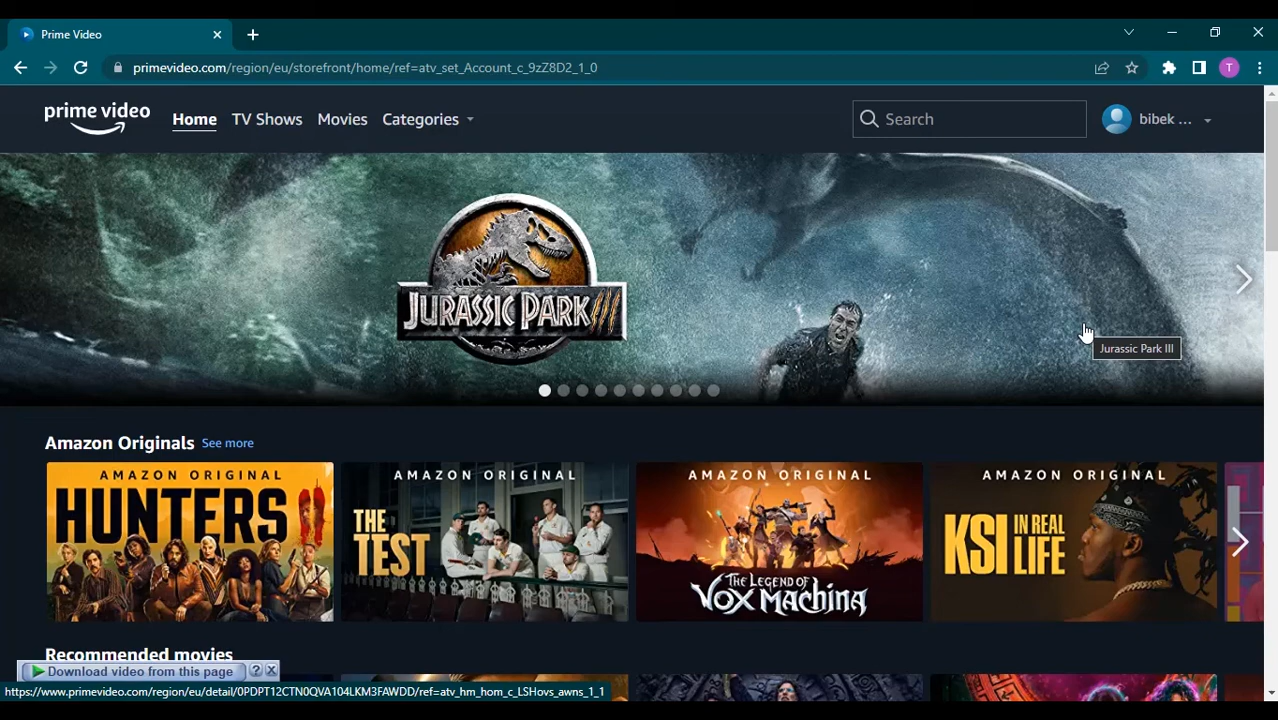 Prime Video
primevideo.com/region/eu/storefront/home/ref=atv_set_Account_c_9zZ8D2_1_0
T
prime video
Home TV Shows Movies Categories
Search
bibek ...
JURASSIC PARK III
Jurassic Park III
Amazon Originals See more
AMAZON ORIGINAL
HUNTERS
AMAZON ORIGINAL
THE
TEST
AMAZON ORIGINAL
THE LEGEND OF
VOX MACHINA
AMAZON ORIGINAL
KSI IN REAL
LIFE
Recommended movies
Download video from this page ?
https://www.primevideo.com/region/eu/detail/0PDPT12CTN0QVA104LKM3FAWDD/ref=atv_hm_hom_c_LSHovs_awns_1_1